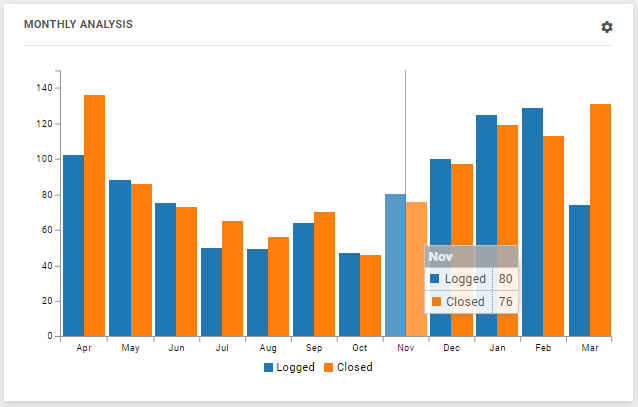 MONTHLY ANALYSIS
140
120
100
80
60
40
20
0
Nov
Logged 80
Closed 76
Apr May Jun Jul Aug Sep Oct Nov Dec Jan Feb Mar
Logged Closed